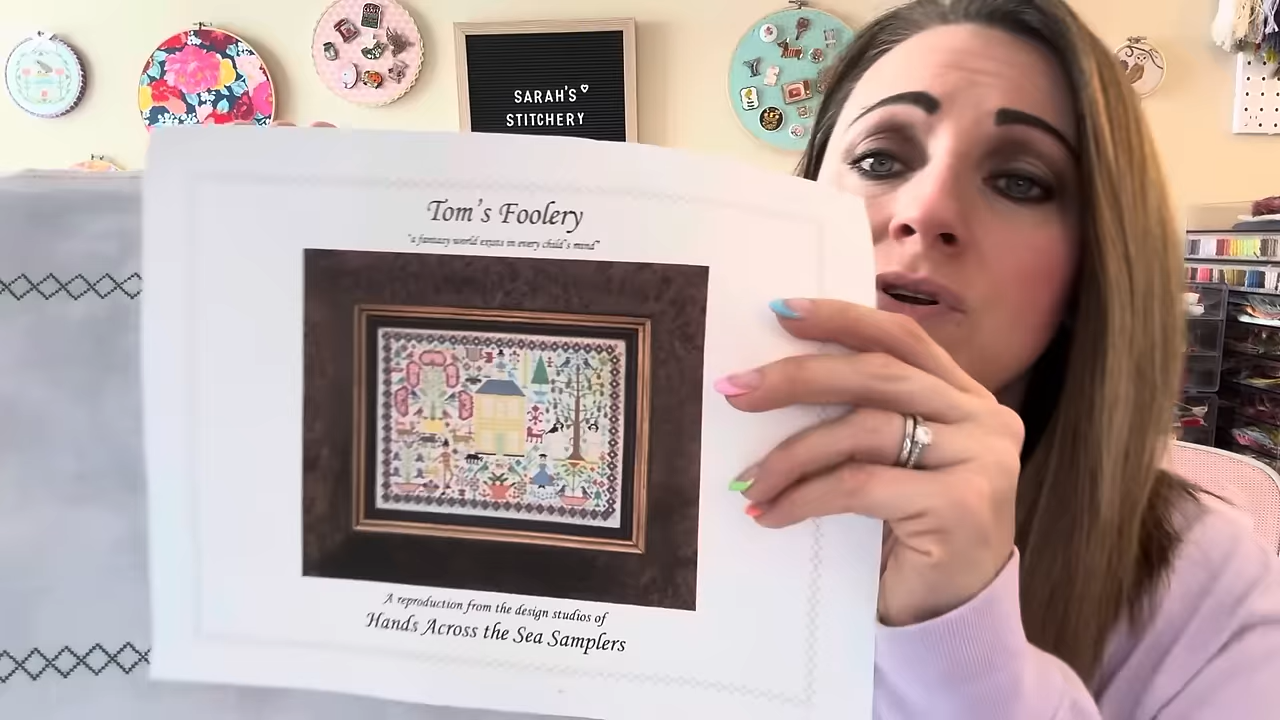 SARAH'S♡
STITCHERY
Tom's Foolery
"a fantasy world exists in every child's mind"
A reproduction from the design studios of
Hands Across the Sea Samplers